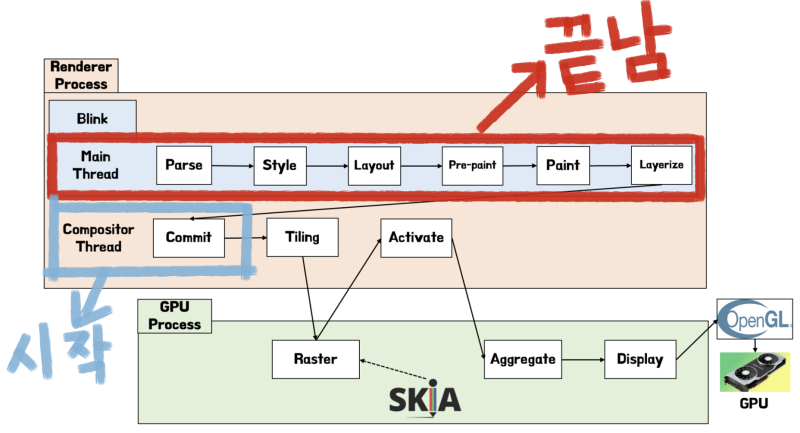 끝남
Renderer
Process
Blink
Main
Thread
Parse
Style
Layout
Pre-paint
Paint
Layerize
Compositor
Thread
Commit
Tiling
Activate
시작
GPU
Process
Raster
Aggregate
Display
SKiA
OpenGL.
GPU